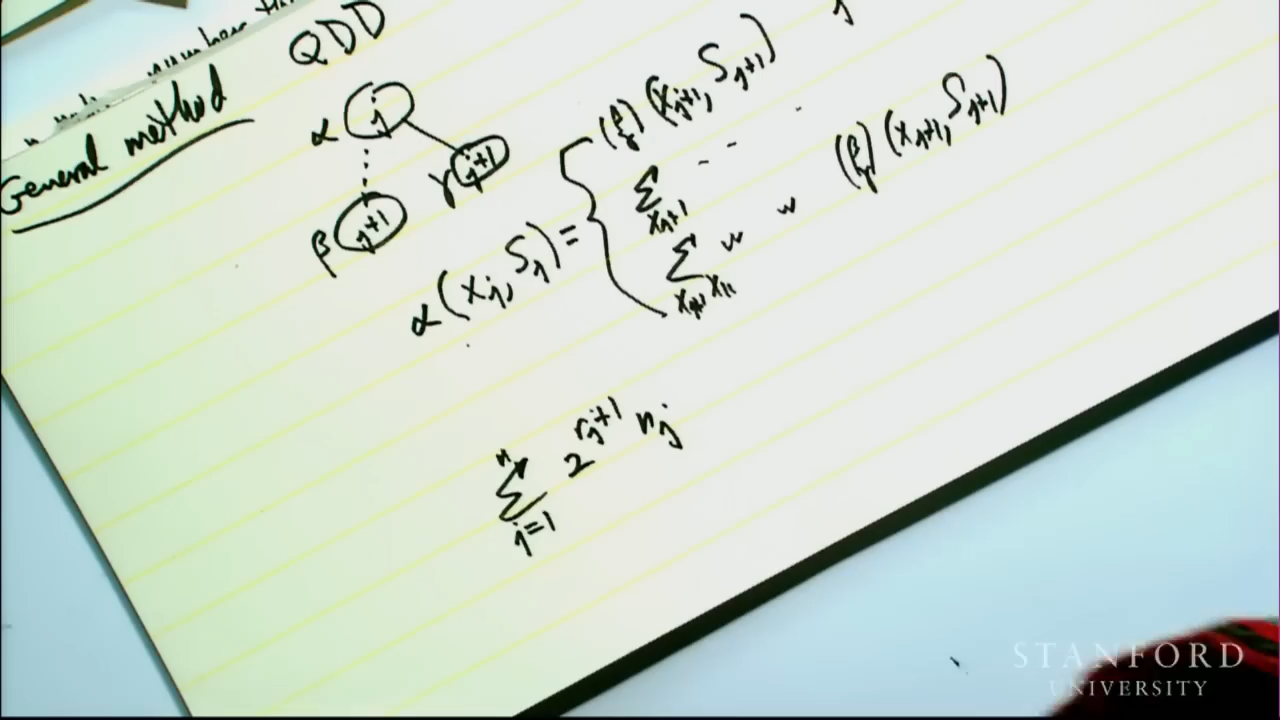 General method QDD
α j
β j+1 γ j+1
α(x_j, S_j) = { (β/γ) (x_{j+1}, S_{j+1})
Σ_{x_{j+1}} - - -
Σ_{x_{j+1} x_k} " " (β/γ) (x_{j+1}, S_{j+1})
Σ_{j=1}^{n} 2^{r_{j+1}} n_j
STANFORD
UNIVERSITY